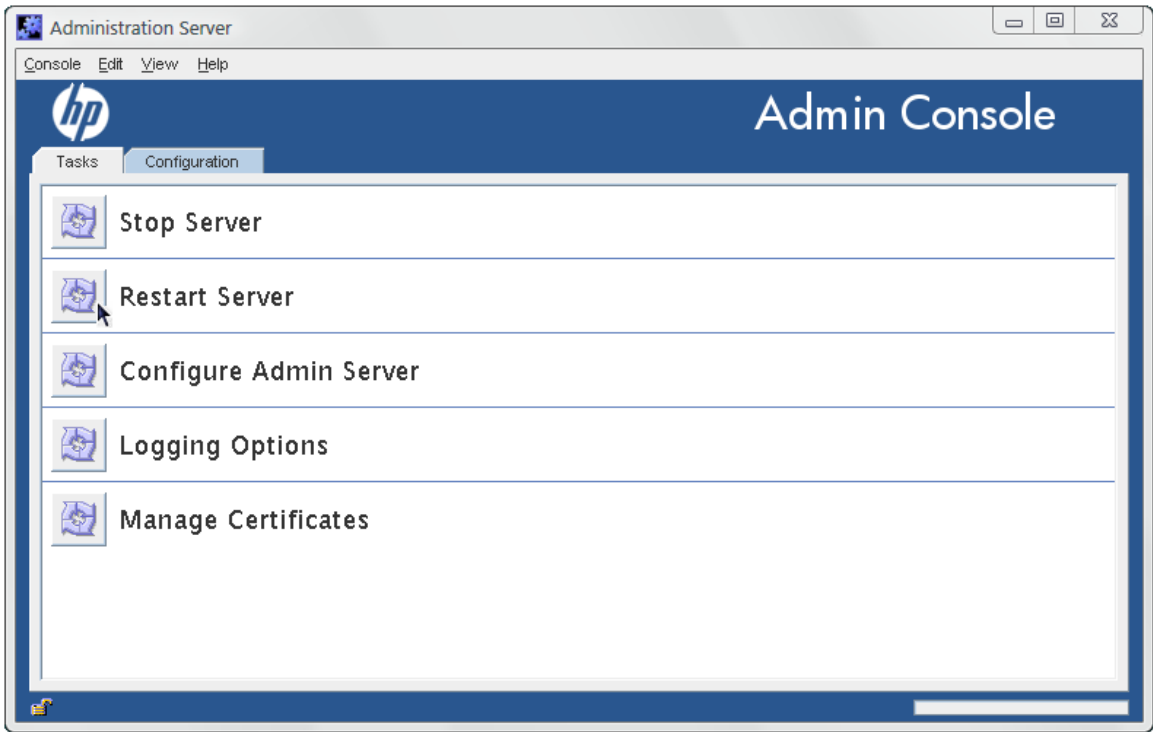 Administration Server
Console Edit View Help
hp
Admin Console
Tasks Configuration
Stop Server
Restart Server
Configure Admin Server
Logging Options
Manage Certificates